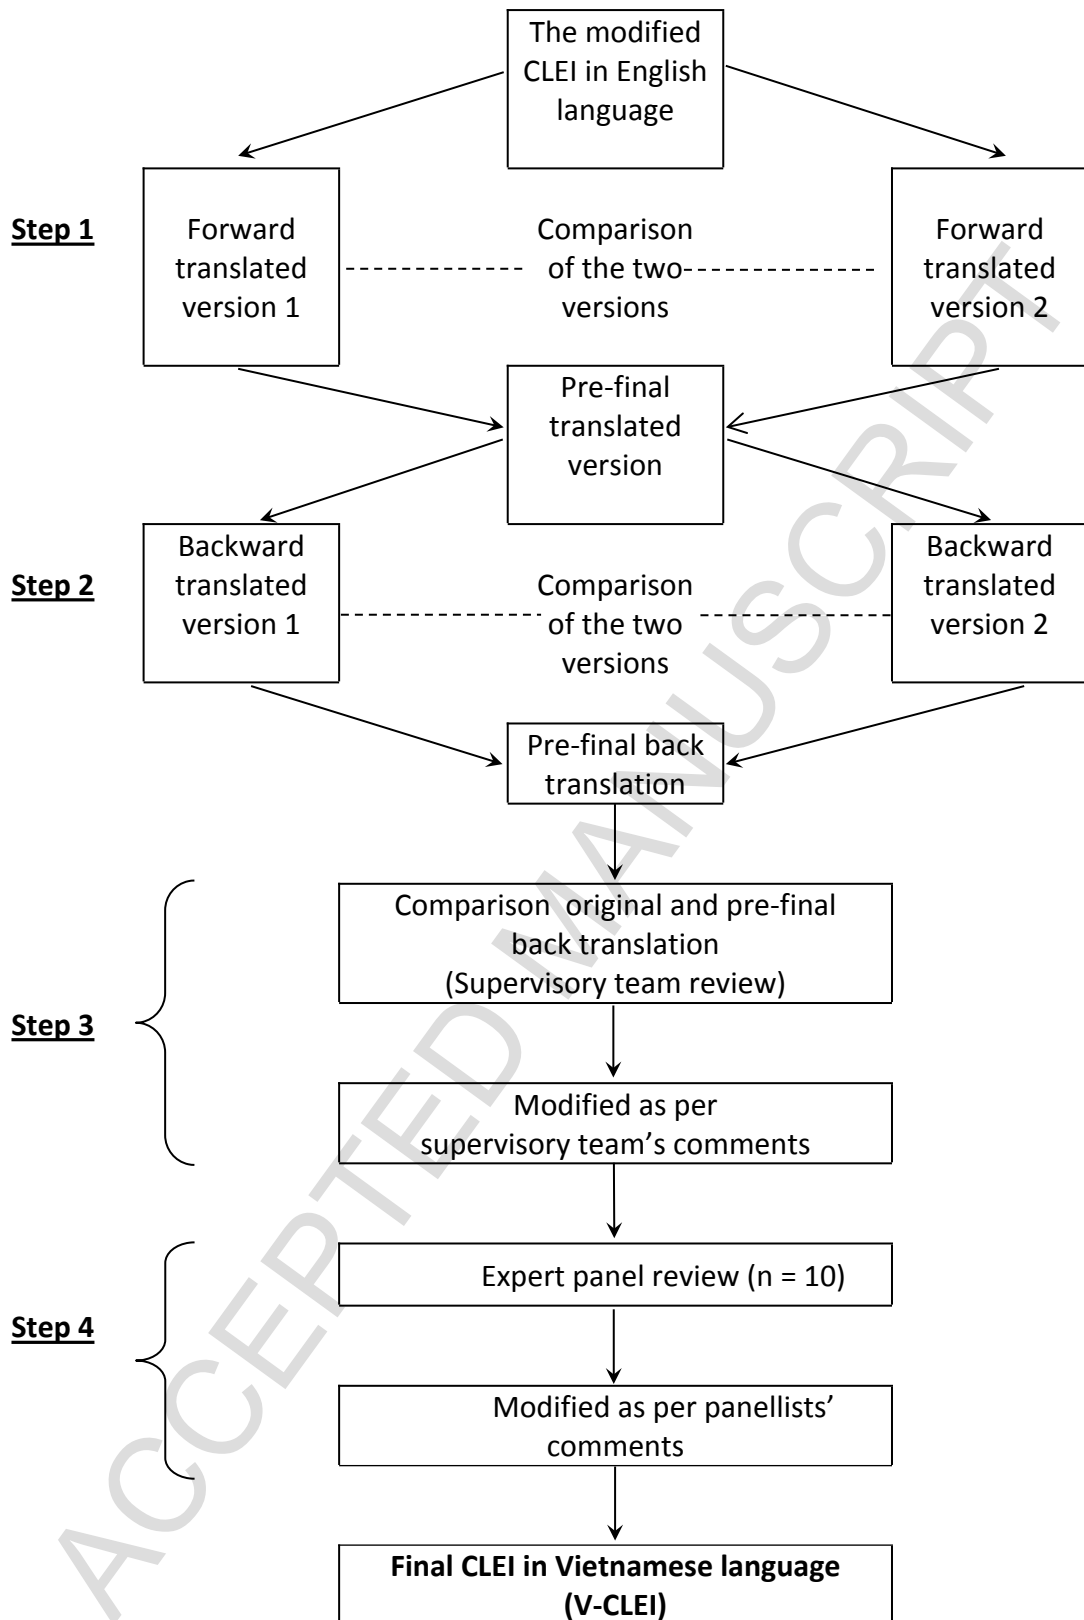 The modified
CLEI in English
language
Step 1
Forward
translated
version 1
Comparison
of the two
versions
Forward
translated
version 2
Pre-final
translated
version
Step 2
Backward
translated
version 1
Comparison
of the two
versions
Backward
translated
version 2
Pre-final back
translation
Step 3
Comparison original and pre-final
back translation
(Supervisory team review)
Modified as per
supervisory team’s comments
Step 4
Expert panel review (n = 10)
Modified as per panellists’
comments
Final CLEI in Vietnamese language
(V-CLEI)
ACCEPTED MANUSCRIPT